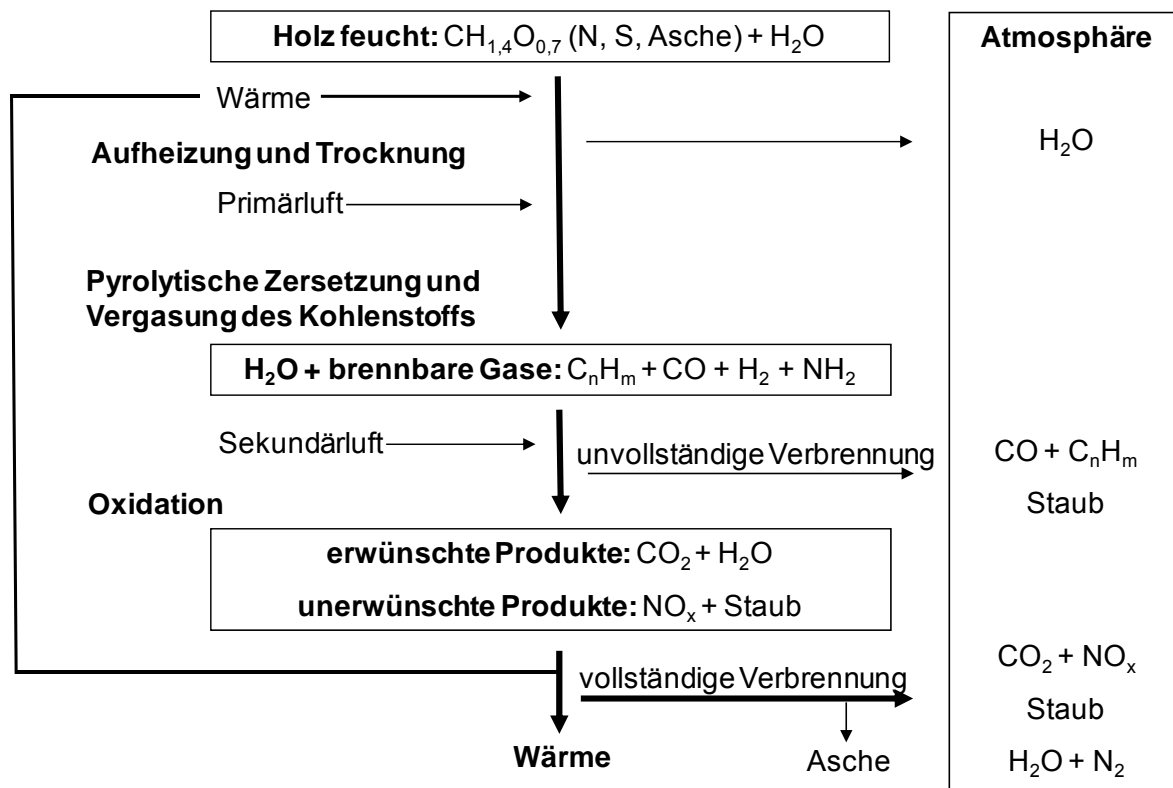 Holz feucht: CH₁,₄O₀,₇ (N, S, Asche) + H₂O
Atmosphäre
Wärme
Aufheizung und Trocknung
H₂O
Primärluft
Pyrolytische Zersetzung und
Vergasung des Kohlenstoffs
H₂O + brennbare Gase: CₙHₘ + CO + H₂ + NH₂
Sekundärluft
unvollständige Verbrennung
CO + CₙHₘ
Staub
Oxidation
erwünschte Produkte: CO₂ + H₂O
unerwünschte Produkte: NOₓ + Staub
vollständige Verbrennung
CO₂ + NOₓ
Staub
Wärme
Asche
H₂O + N₂